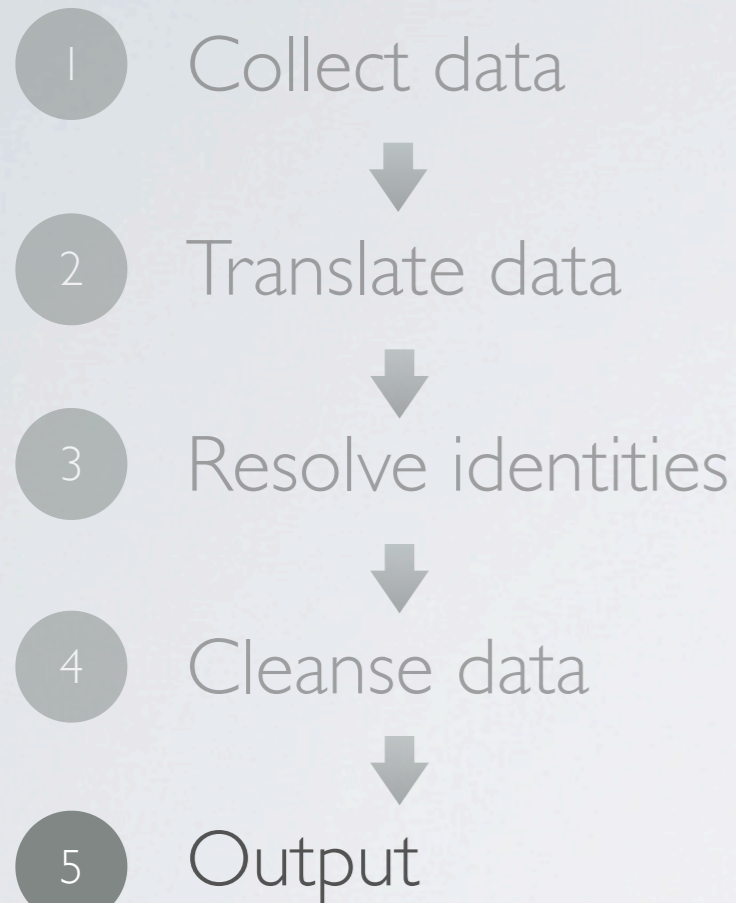 1 Collect data
2 Translate data
3 Resolve identities
4 Cleanse data
5 Output